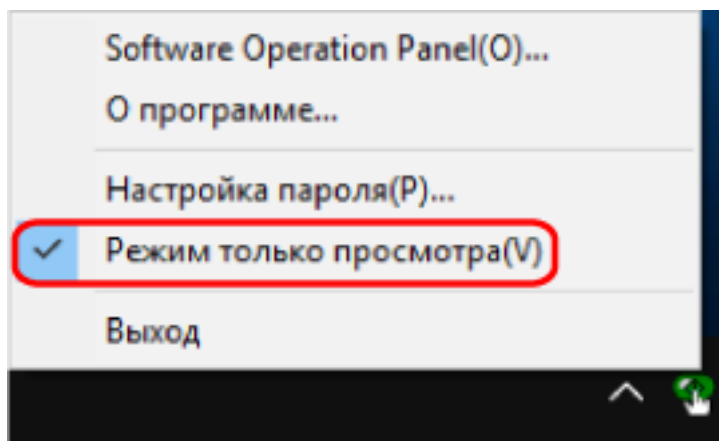 Software Operation Panel(O)...
О программе...
Настройка пароля(P)...
Режим только просмотра(V)
Выход